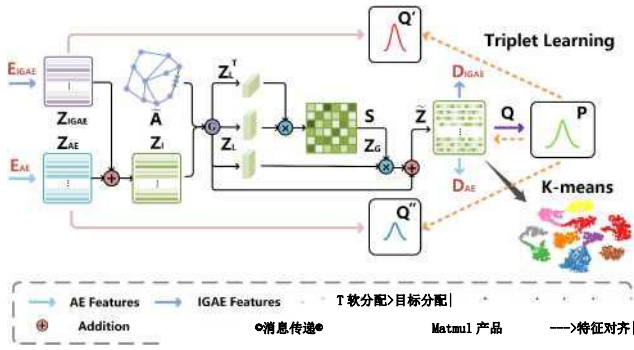 Q′
Triplet Learning
E_IGAE
Z_L^T
D_IGAE
Z_IGAE
Ã
S
Z̃
Q
P
Z_AE
Z_I
G
Z_L
Z_G
E_AE
D_AE
K-means
Q″
AE Features
IGAE Features
T 软分配>目标分配|
Addition
©消息传递®
Matmul 产品
--->特征对齐|